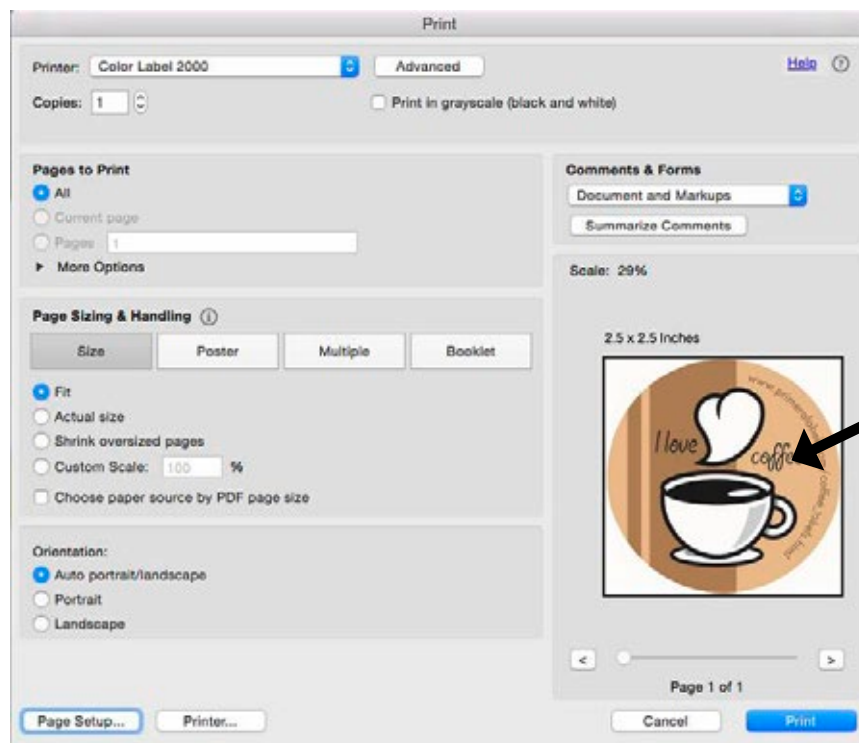 Print
Printer: Color Label 2000 Advanced Help ?
Copies: 1 Print in grayscale (black and white)
Pages to Print
All
Current page
Pages 1
More Options
Comments & Forms
Document and Markups
Summarize Comments
Scale: 29%
Page Sizing & Handling i
Size Poster Multiple Booklet
Fit
Actual size
Shrink oversized pages
Custom Scale: 100 %
Choose paper source by PDF page size
Orientation:
Auto portrait/landscape
Portrait
Landscape
2.5 x 2.5 Inches
I love
< >
Page 1 of 1
Page Setup... Printer... Cancel Print